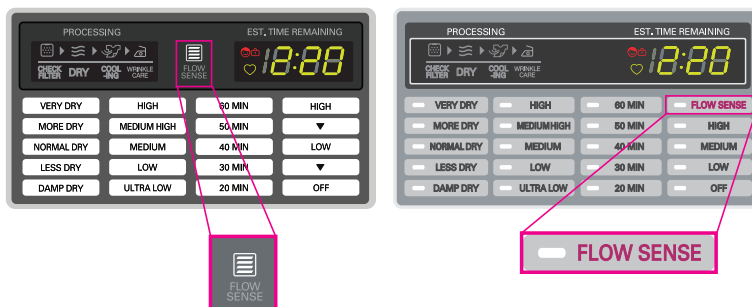 PROCESSING
EST. TIME REMAINING
CHECK FILTER
DRY
COOL -ING
WRINKLE CARE
FLOW SENSE
18:88
VERY DRY HIGH 60 MIN HIGH
MORE DRY MEDIUM HIGH 50 MIN ▼
NORMAL DRY MEDIUM 40 MIN LOW
LESS DRY LOW 30 MIN ▼
DAMP DRY ULTRA LOW 20 MIN OFF
FLOW
SENSE
PROCESSING
EST. TIME REMAINING
CHECK FILTER
DRY
COOL -ING
WRINKLE CARE
18:88
VERY DRY HIGH 60 MIN FLOW SENSE
MORE DRY MEDIUM HIGH 50 MIN HIGH
NORMAL DRY MEDIUM 40 MIN MEDIUM
LESS DRY LOW 30 MIN LOW
DAMP DRY ULTRA LOW 20 MIN OFF
FLOW SENSE